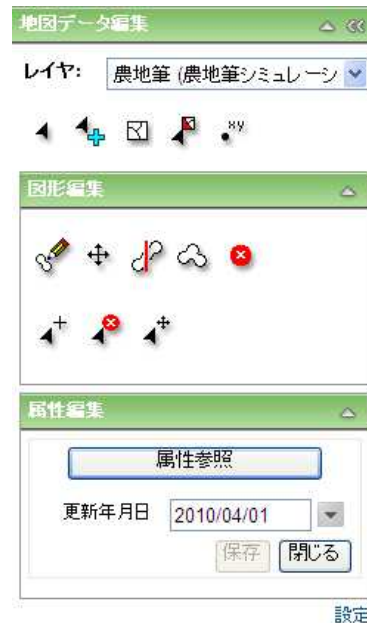 地図データ編集
レイヤ: 農地筆 (農地筆シミュレーシ
xy
図形編集
属性編集
属性参照
更新年月日 2010/04/01
保存 閉じる
設定